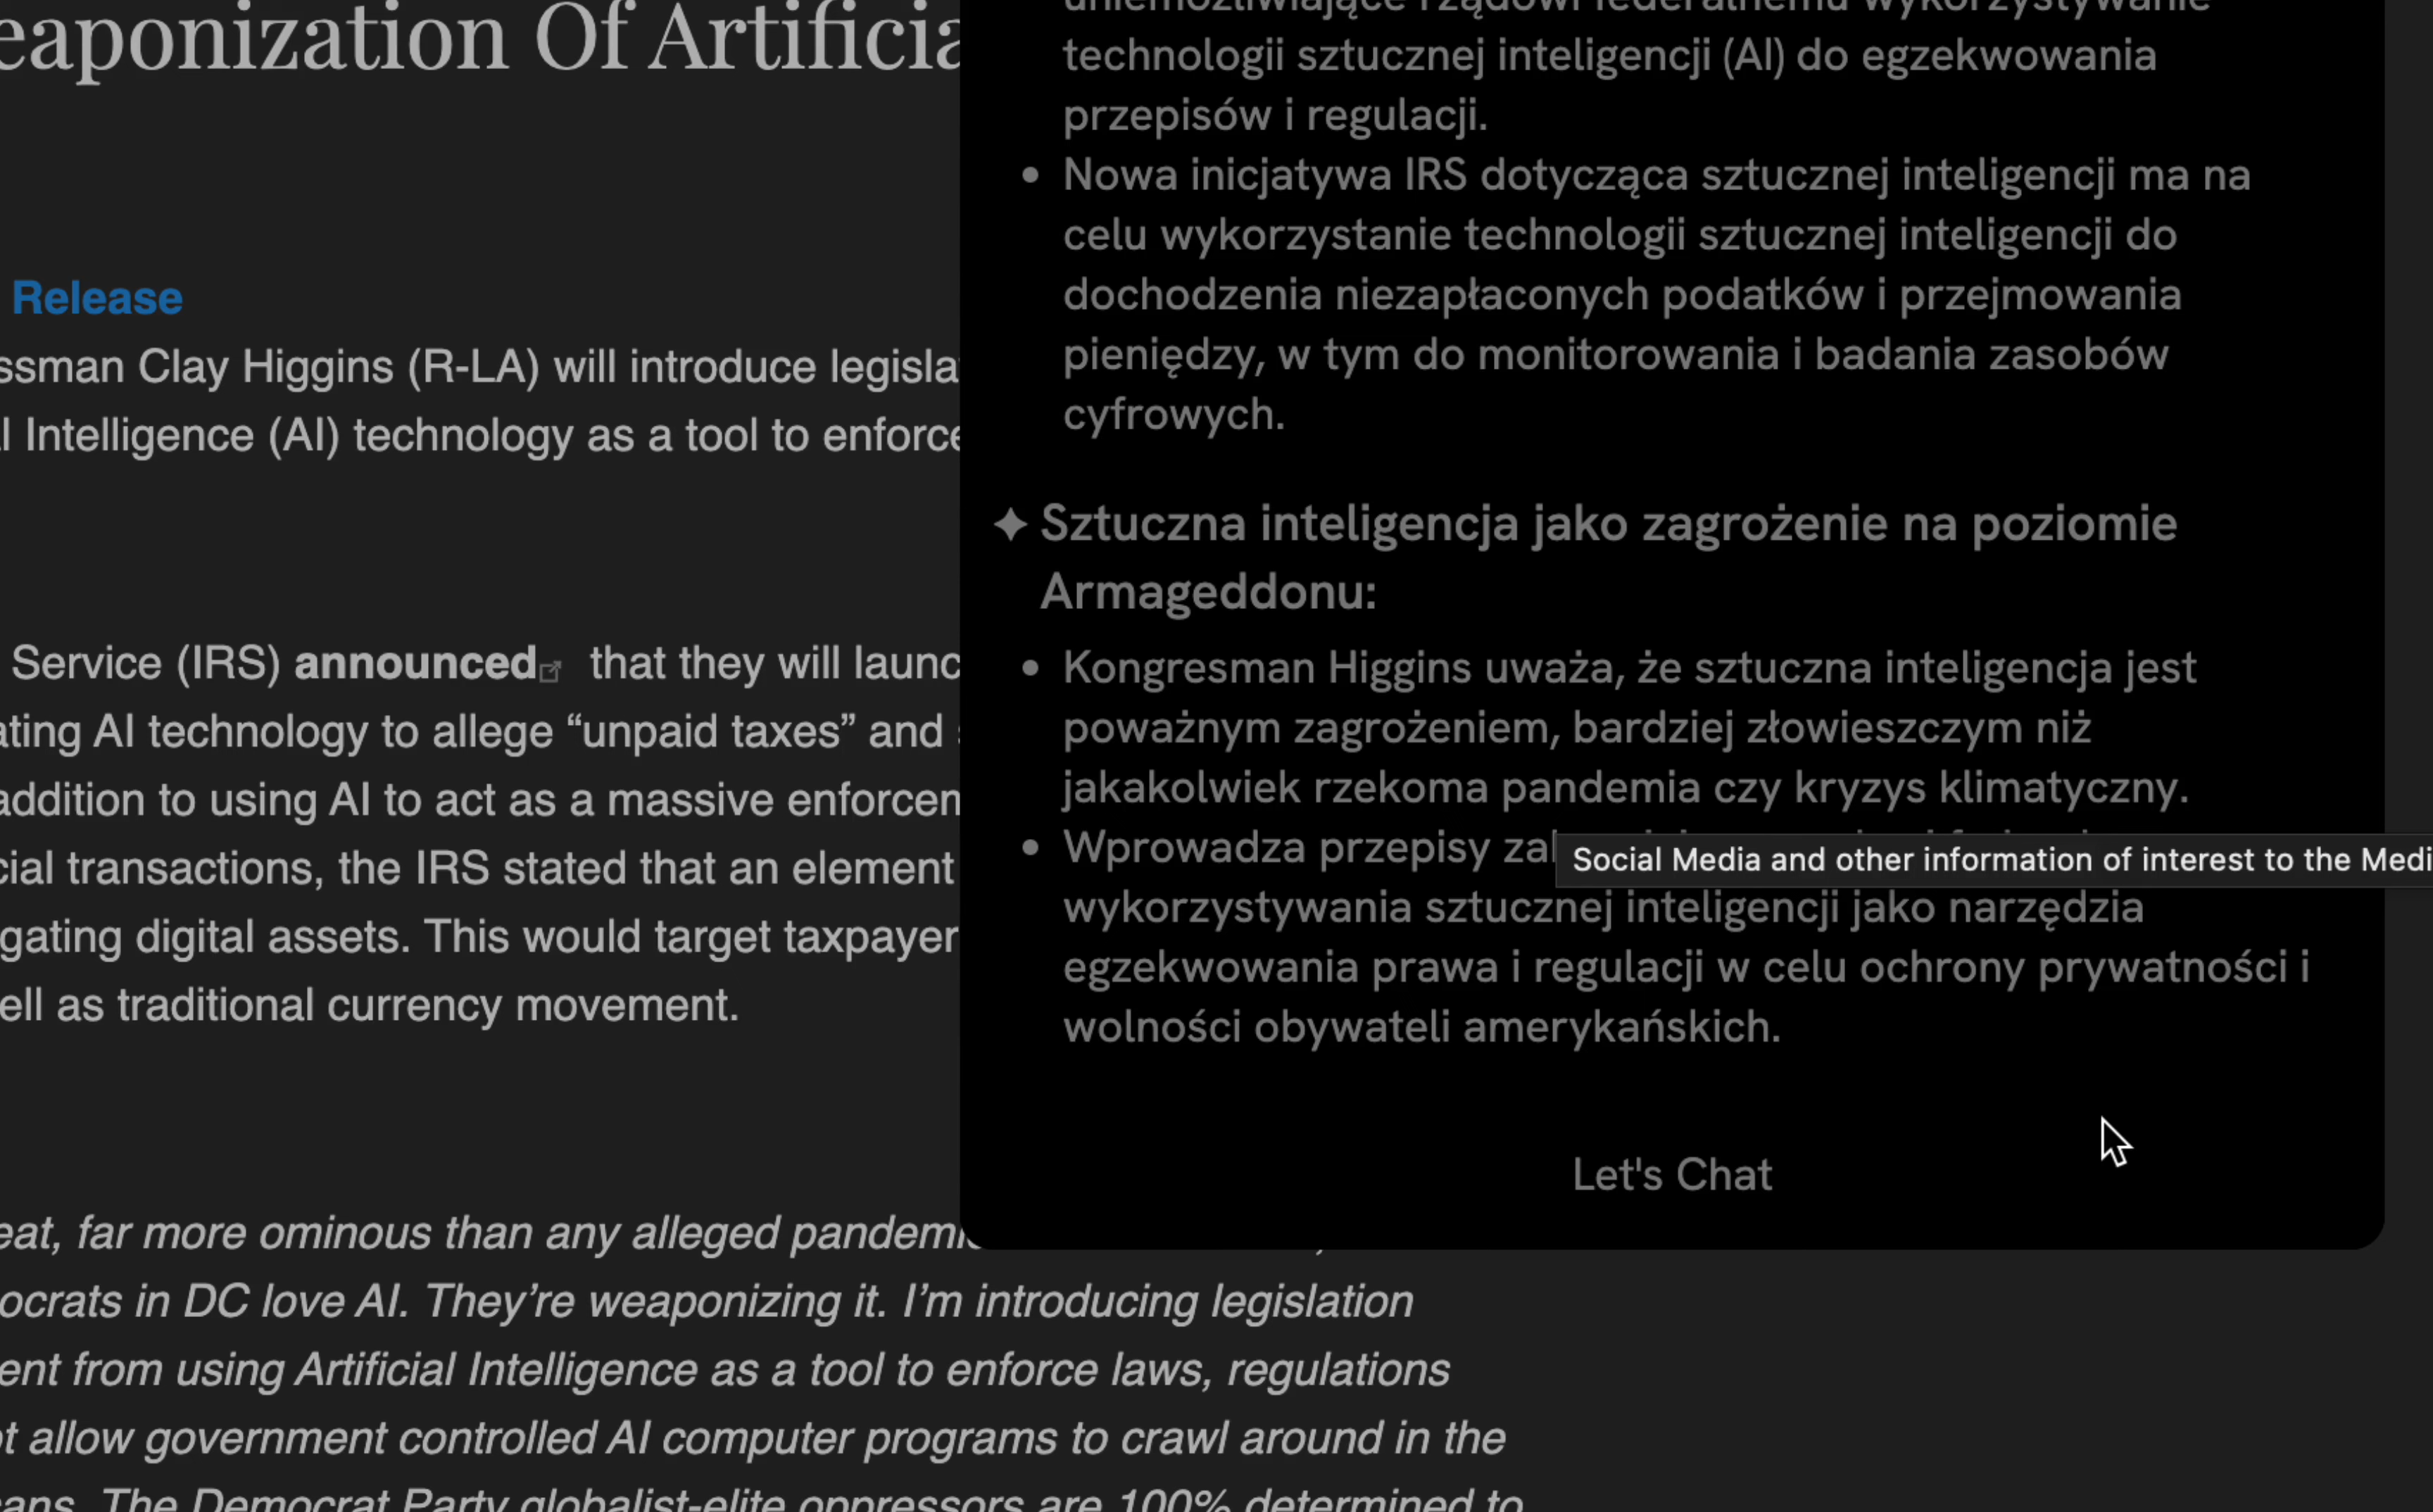 eaponization Of Artificia
Release
ssman Clay Higgins (R-LA) will introduce legisla
l Intelligence (AI) technology as a tool to enforce
Service (IRS) announced that they will launc
ating AI technology to allege “unpaid taxes” and
addition to using AI to act as a massive enforcen
cial transactions, the IRS stated that an element
gating digital assets. This would target taxpayer
ell as traditional currency movement.
eat, far more ominous than any alleged pandemi
ocrats in DC love AI. They’re weaponizing it. I’m introducing legislation
ent from using Artificial Intelligence as a tool to enforce laws, regulations
t allow government controlled AI computer programs to crawl around in the
cans. The Democrat Party globalist-elite oppressors are 100% determined to
uniemożliwiające rządowi federalnemu wykorzystywanie
technologii sztucznej inteligencji (AI) do egzekwowania
przepisów i regulacji.
• Nowa inicjatywa IRS dotycząca sztucznej inteligencji ma na
celu wykorzystanie technologii sztucznej inteligencji do
dochodzenia niezapłaconych podatków i przejmowania
pieniędzy, w tym do monitorowania i badania zasobów
cyfrowych.
Sztuczna inteligencja jako zagrożenie na poziomie
Armageddonu:
• Kongresman Higgins uważa, że sztuczna inteligencja jest
poważnym zagrożeniem, bardziej złowieszczym niż
jakakolwiek rzekoma pandemia czy kryzys klimatyczny.
• Wprowadza przepisy
Social Media and other information of interest to the Medi
wykorzystywania sztucznej inteligencji jako narzędzia
egzekwowania prawa i regulacji w celu ochrony prywatności i
wolności obywateli amerykańskich.
Let's Chat